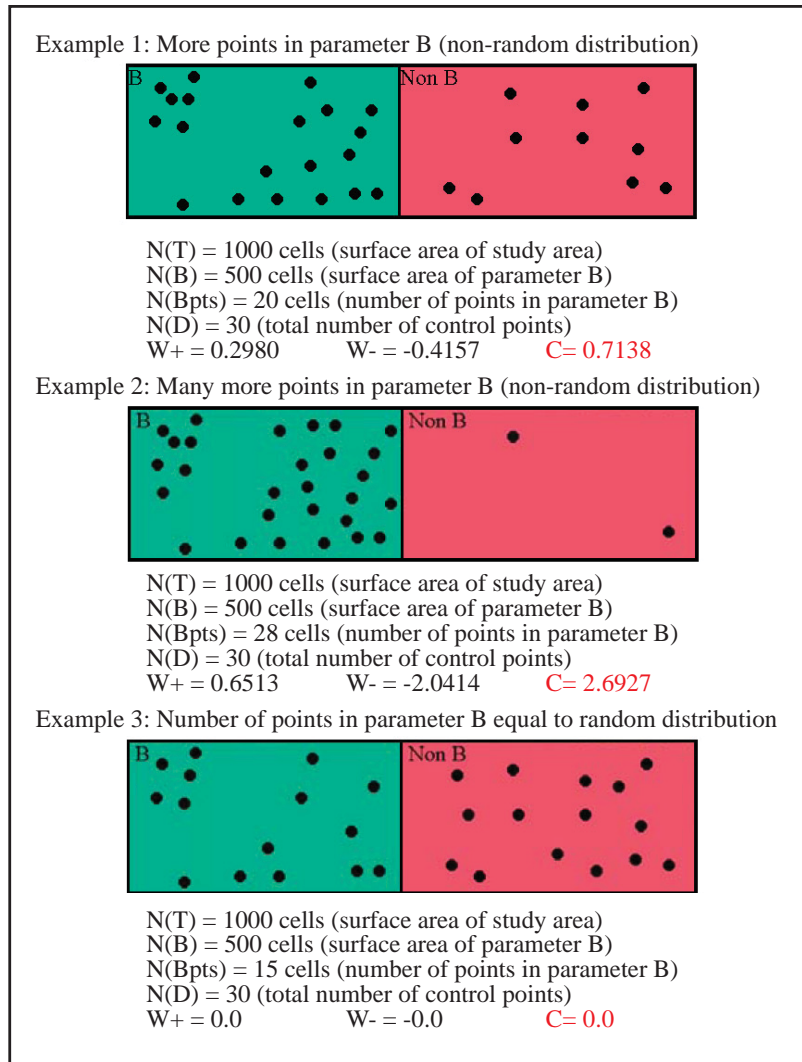 Example 1: More points in parameter B (non-random distribution)
B
Non B
N(T) = 1000 cells (surface area of study area)
N(B) = 500 cells (surface area of parameter B)
N(Bpts) = 20 cells (number of points in parameter B)
N(D) = 30 (total number of control points)
W+ = 0.2980 W- = -0.4157 C= 0.7138
Example 2: Many more points in parameter B (non-random distribution)
B
Non B
N(T) = 1000 cells (surface area of study area)
N(B) = 500 cells (surface area of parameter B)
N(Bpts) = 28 cells (number of points in parameter B)
N(D) = 30 (total number of control points)
W+ = 0.6513 W- = -2.0414 C= 2.6927
Example 3: Number of points in parameter B equal to random distribution
B
Non B
N(T) = 1000 cells (surface area of study area)
N(B) = 500 cells (surface area of parameter B)
N(Bpts) = 15 cells (number of points in parameter B)
N(D) = 30 (total number of control points)
W+ = 0.0 W- = -0.0 C= 0.0